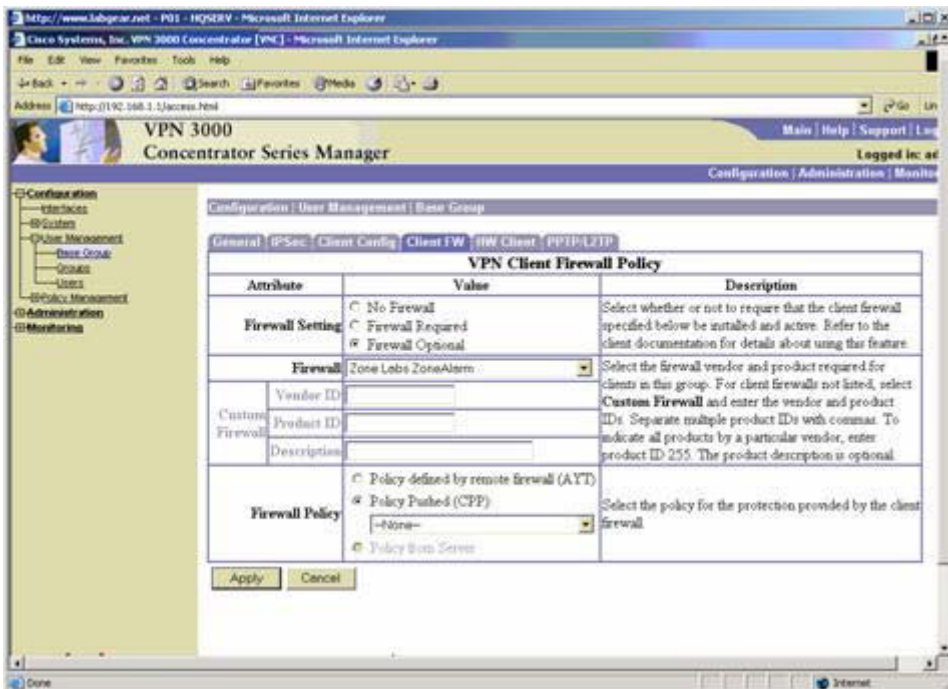 http://www.labgear.net - P01 - HQSERV - Microsoft Internet Explorer
Cisco Systems, Inc. VPN 3000 Concentrator [VNC] - Microsoft Internet Explorer
File Edit View Favorites Tools Help
Back Search Favorites Media
Address http://192.168.1.1/access.html Go
VPN 3000
Concentrator Series Manager
Main | Help | Support |
Logged in:
Configuration | Administration |
Configuration
Interfaces
System
User Management
Base Group
Groups
Users
Policy Management
Administration
Monitoring
Configuration | User Management | Base Group
General IPSec Client Config Client FW HW Client PPTP/L2TP
VPN Client Firewall Policy
Attribute Value Description
Firewall Setting
No Firewall
Firewall Required
Firewall Optional
Select whether or not to require that the client firewall
specified below be installed and active. Refer to the
client documentation for details about using this feature.
Firewall Zone Labs ZoneAlarm
Custom Firewall
Vendor ID
Product ID
Description
Select the firewall vendor and product required for
clients in this group. For client firewalls not listed, select
Custom Firewall and enter the vendor and product
IDs. Separate multiple product IDs with commas. To
indicate all products by a particular vendor, enter
product ID 255. The product description is optional.
Firewall Policy
Policy defined by remote firewall (AYT)
Policy Pushed (CPP)
--None--
Policy from Server
Select the policy for the protection provided by the client
firewall.
Apply Cancel
Done Internet